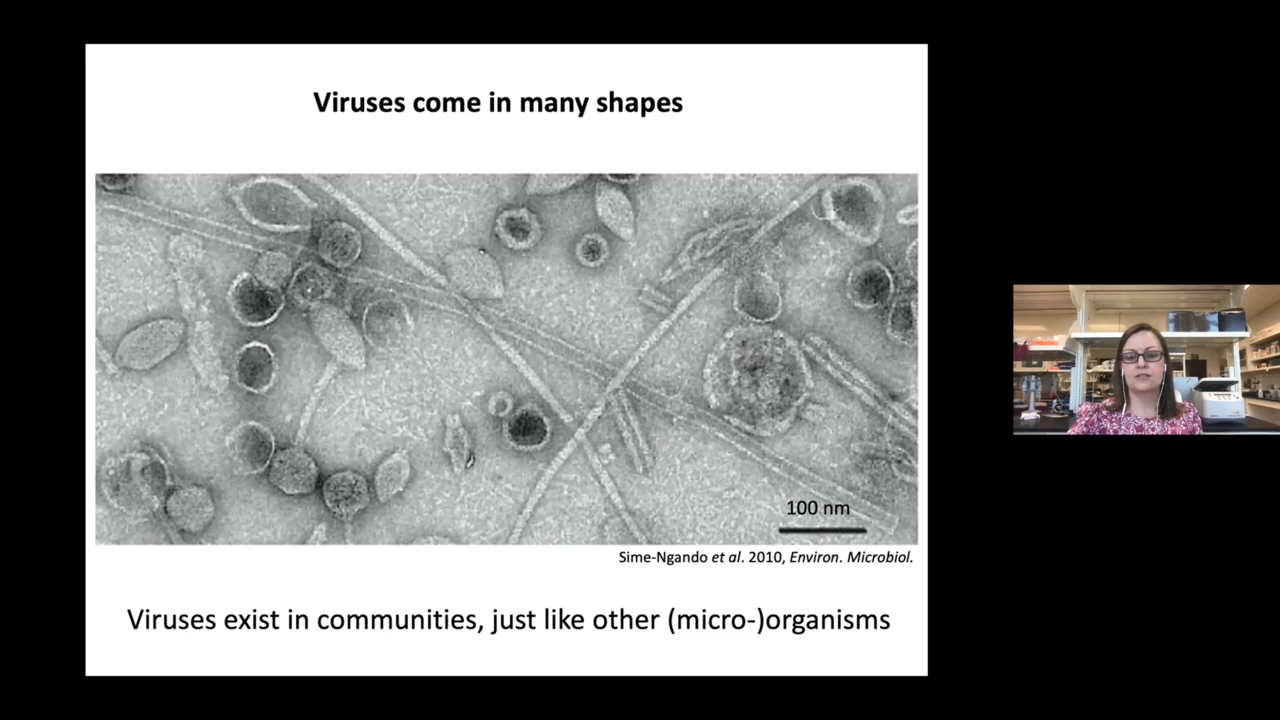 Viruses come in many shapes
100 nm
Sime-Ngando et al. 2010, Environ. Microbiol.
Viruses exist in communities, just like other (micro-)organisms